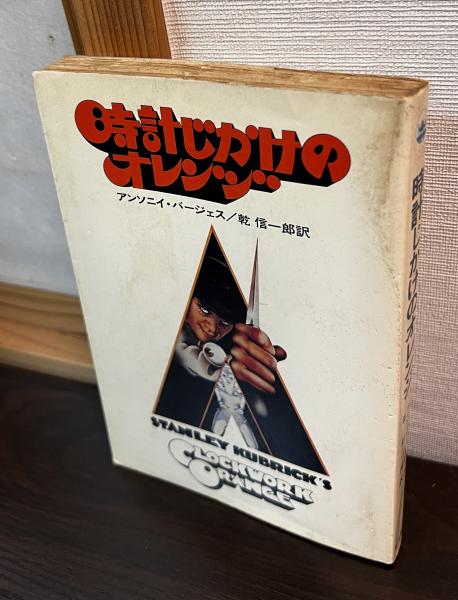 時計じかけの
オレンジ
アンソニイ・バージェス/乾 信一郎訳
STANLEY KUBRICK'S
CLOCKWORK
ORANGE
時計じかけのオレンジ